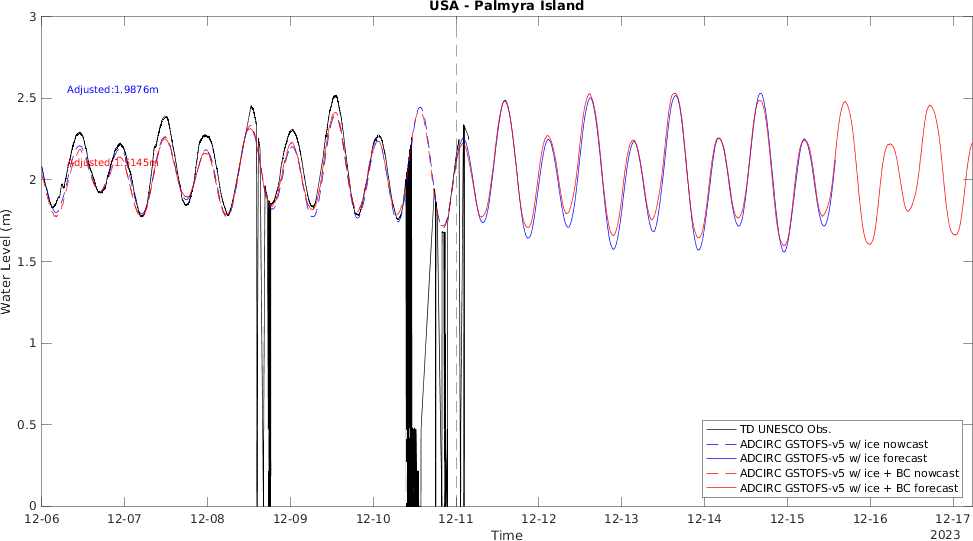 USA - Palmyra Island
3
2.5
2
1.5
1
0.5
0
Water Level (m)
Adjusted:1.9876m
12-06 12-07 12-08 12-09 12-10 12-11 12-12 12-13 12-14 12-15 12-16 12-17
2023
Time
TD UNESCO Obs.
ADCIRC GSTOFS-v5 w/ ice nowcast
ADCIRC GSTOFS-v5 w/ ice forecast
ADCIRC GSTOFS-v5 w/ ice + BC nowcast
ADCIRC GSTOFS-v5 w/ ice + BC forecast